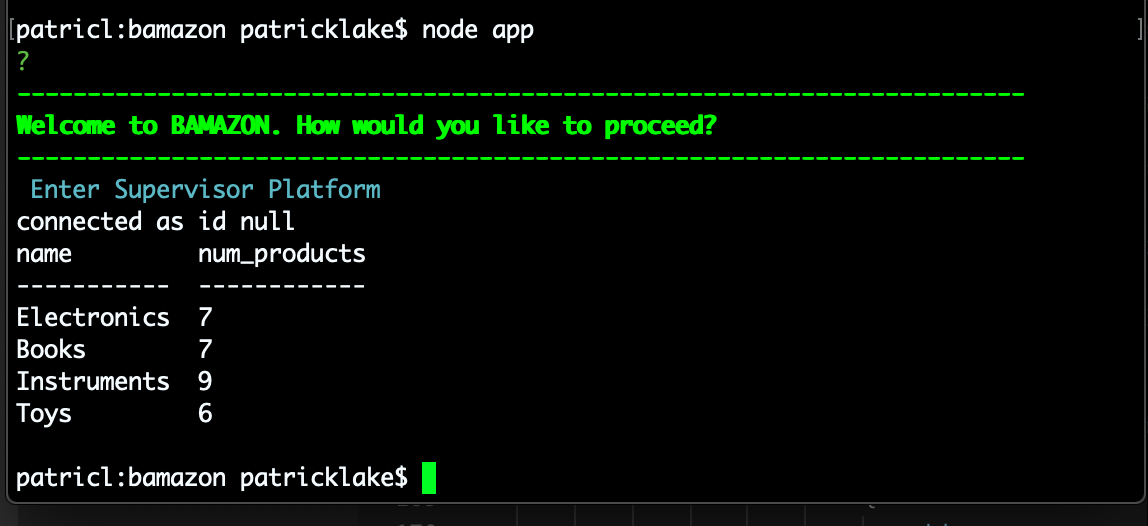 patricl:bamazon patricklake$ node app
?
------------------------------------------------------------------------
Welcome to BAMAZON. How would you like to proceed?
------------------------------------------------------------------------
Enter Supervisor Platform
connected as id null
name         num_products
-----------  ------------
Electronics  7
Books        7
Instruments  9
Toys         6
patricl:bamazon patricklake$